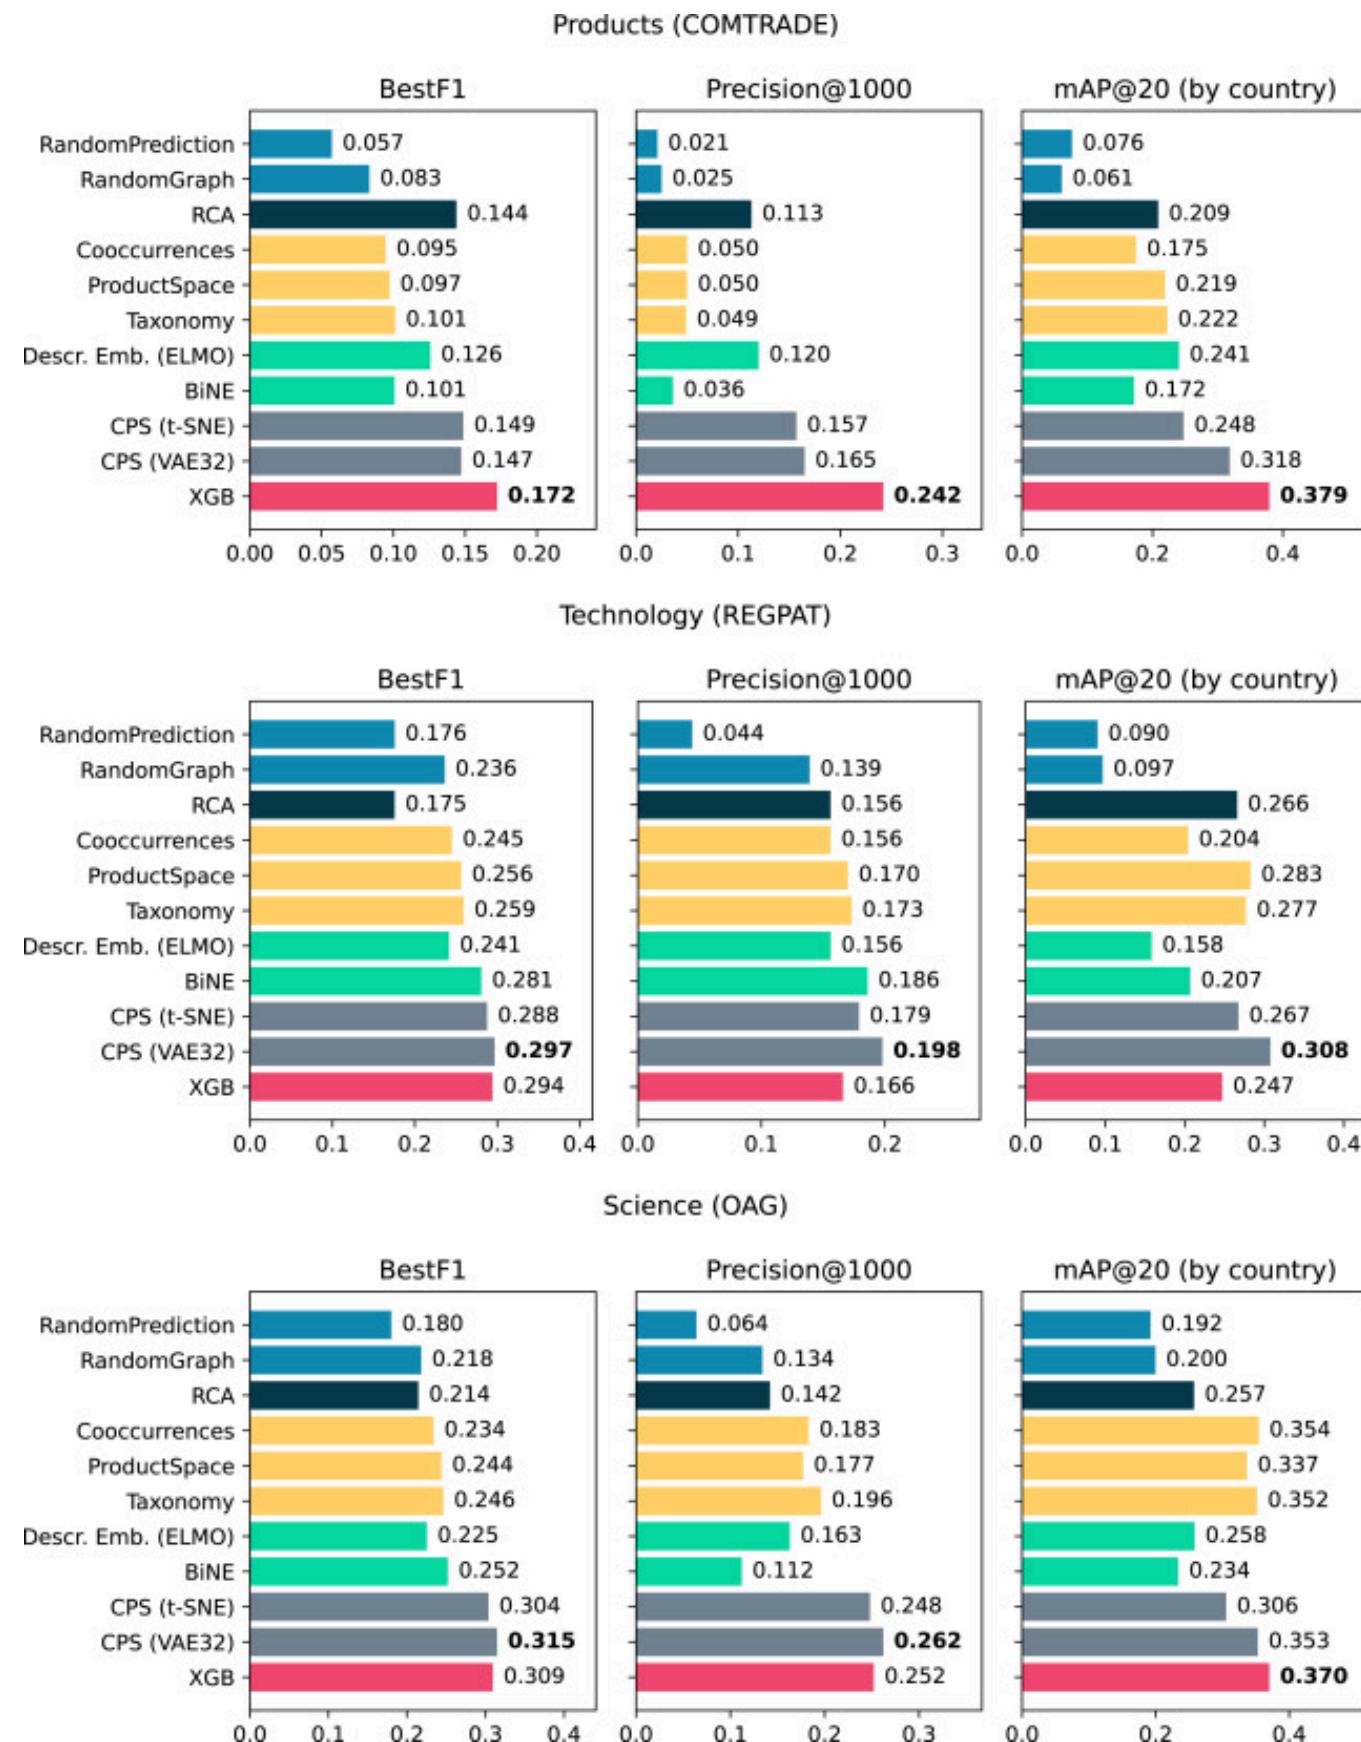 Products (COMTRADE)
BestF1 Precision@1000 mAP@20 (by country)
RandomPrediction 0.057 0.021 0.076
RandomGraph 0.083 0.025 0.061
RCA 0.144 0.113 0.209
Cooccurrences 0.095 0.050 0.175
ProductSpace 0.097 0.050 0.219
Taxonomy 0.101 0.049 0.222
Descr. Emb. (ELMO) 0.126 0.120 0.241
BiNE 0.101 0.036 0.172
CPS (t-SNE) 0.149 0.157 0.248
CPS (VAE32) 0.147 0.165 0.318
XGB 0.172 0.242 0.379
0.00 0.05 0.10 0.15 0.20 0.0 0.1 0.2 0.3 0.0 0.2 0.4
Technology (REGPAT)
BestF1 Precision@1000 mAP@20 (by country)
RandomPrediction 0.176 0.044 0.090
RandomGraph 0.236 0.139 0.097
RCA 0.175 0.156 0.266
Cooccurrences 0.245 0.156 0.204
ProductSpace 0.256 0.170 0.283
Taxonomy 0.259 0.173 0.277
Descr. Emb. (ELMO) 0.241 0.156 0.158
BiNE 0.281 0.186 0.207
CPS (t-SNE) 0.288 0.179 0.267
CPS (VAE32) 0.297 0.198 0.308
XGB 0.294 0.166 0.247
0.0 0.1 0.2 0.3 0.4 0.0 0.1 0.2 0.0 0.1 0.2 0.3 0.4
Science (OAG)
BestF1 Precision@1000 mAP@20 (by country)
RandomPrediction 0.180 0.064 0.192
RandomGraph 0.218 0.134 0.200
RCA 0.214 0.142 0.257
Cooccurrences 0.234 0.183 0.354
ProductSpace 0.244 0.177 0.337
Taxonomy 0.246 0.196 0.352
Descr. Emb. (ELMO) 0.225 0.163 0.258
BiNE 0.252 0.112 0.234
CPS (t-SNE) 0.304 0.248 0.306
CPS (VAE32) 0.315 0.262 0.353
XGB 0.309 0.252 0.370
0.0 0.1 0.2 0.3 0.4 0.0 0.1 0.2 0.3 0.0 0.2 0.4